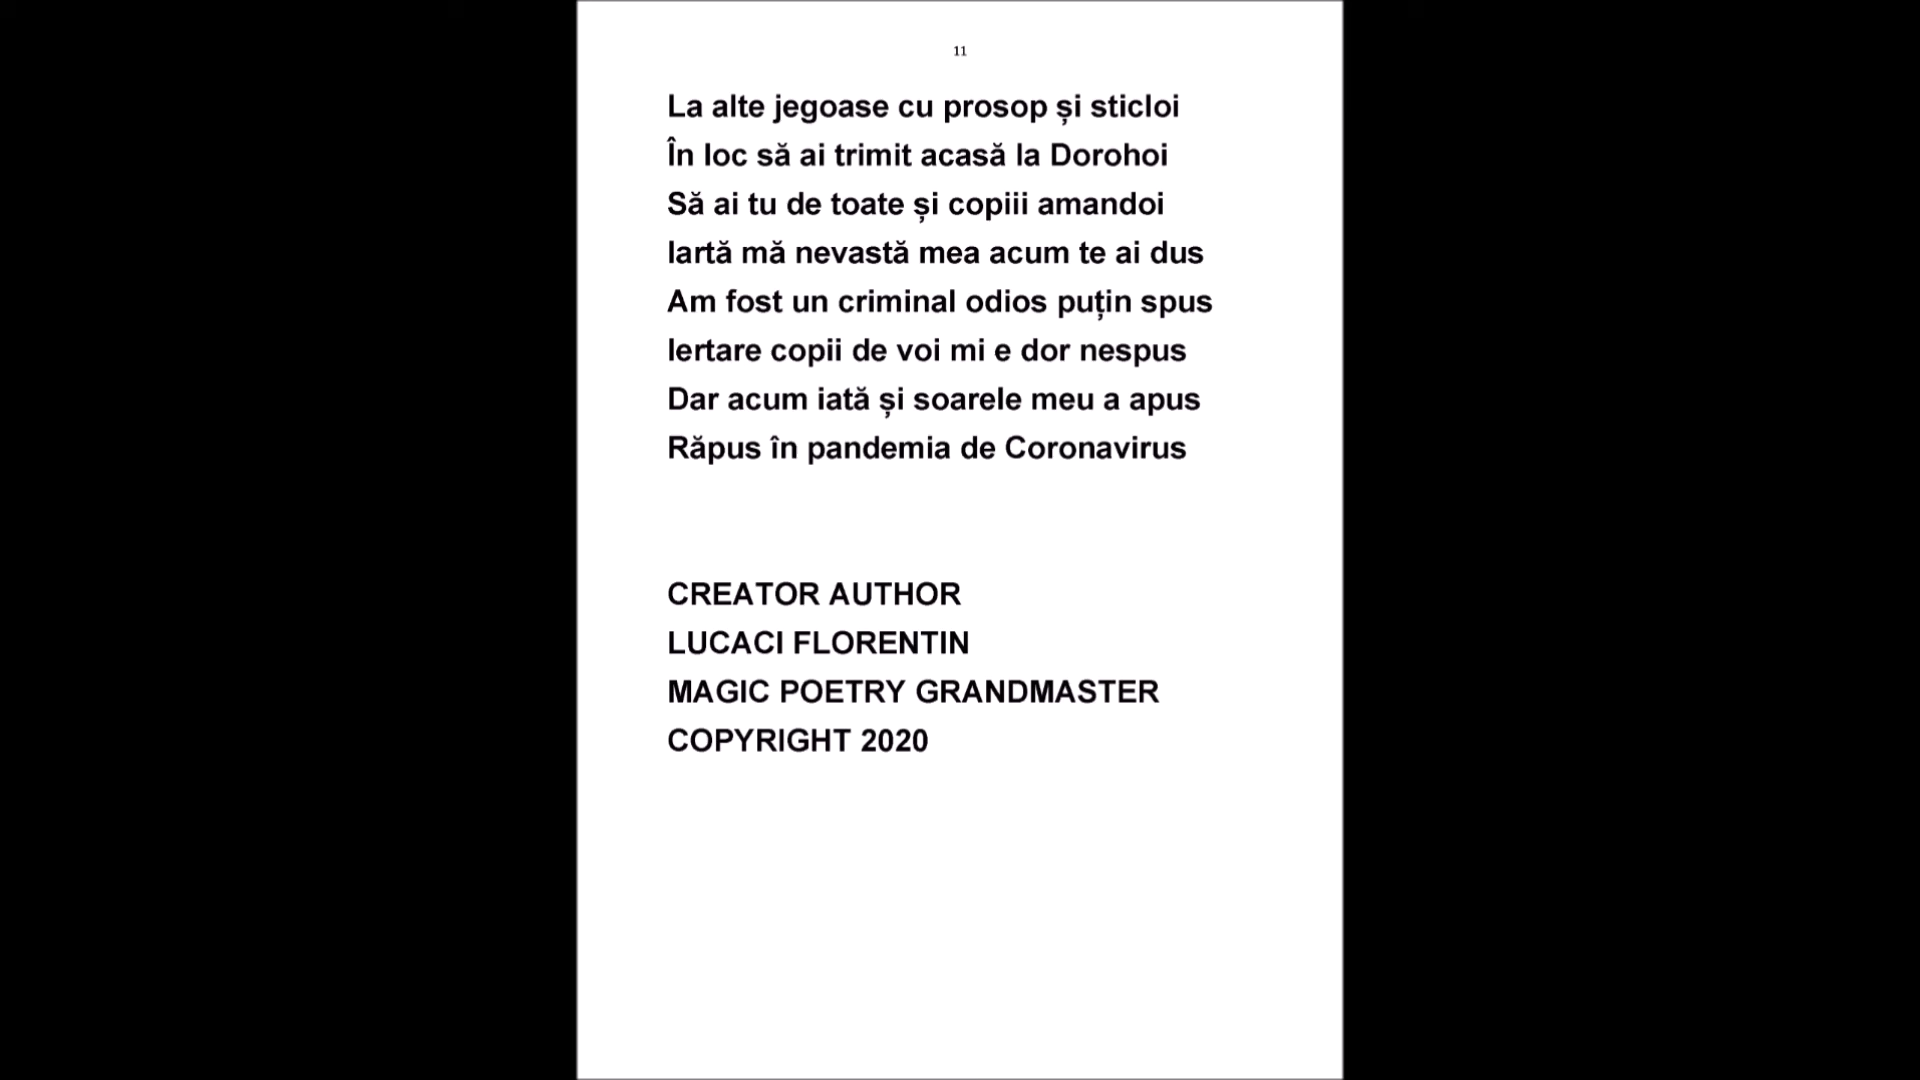 11
La alte jegoase cu prosop și sticloi
În loc să ai trimit acasă la Dorohoi
Să ai tu de toate și copiii amandoi
Iartă mă nevastă mea acum te ai dus
Am fost un criminal odios puțin spus
Iertare copii de voi mi e dor nespus
Dar acum iată și soarele meu a apus
Răpus în pandemia de Coronavirus
CREATOR AUTHOR
LUCACI FLORENTIN
MAGIC POETRY GRANDMASTER
COPYRIGHT 2020